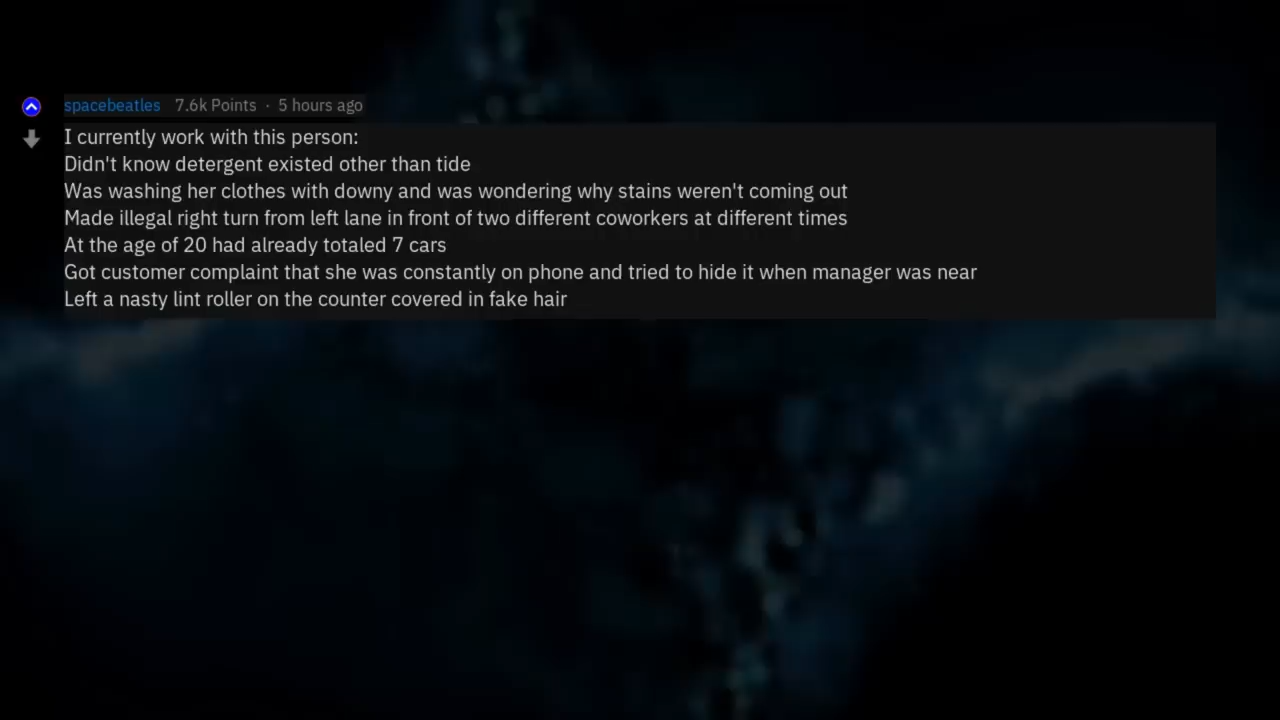 spacebeatles 7.6k Points · 5 hours ago
I currently work with this person:
Didn't know detergent existed other than tide
Was washing her clothes with downy and was wondering why stains weren't coming out
Made illegal right turn from left lane in front of two different coworkers at different times
At the age of 20 had already totaled 7 cars
Got customer complaint that she was constantly on phone and tried to hide it when manager was near
Left a nasty lint roller on the counter covered in fake hair